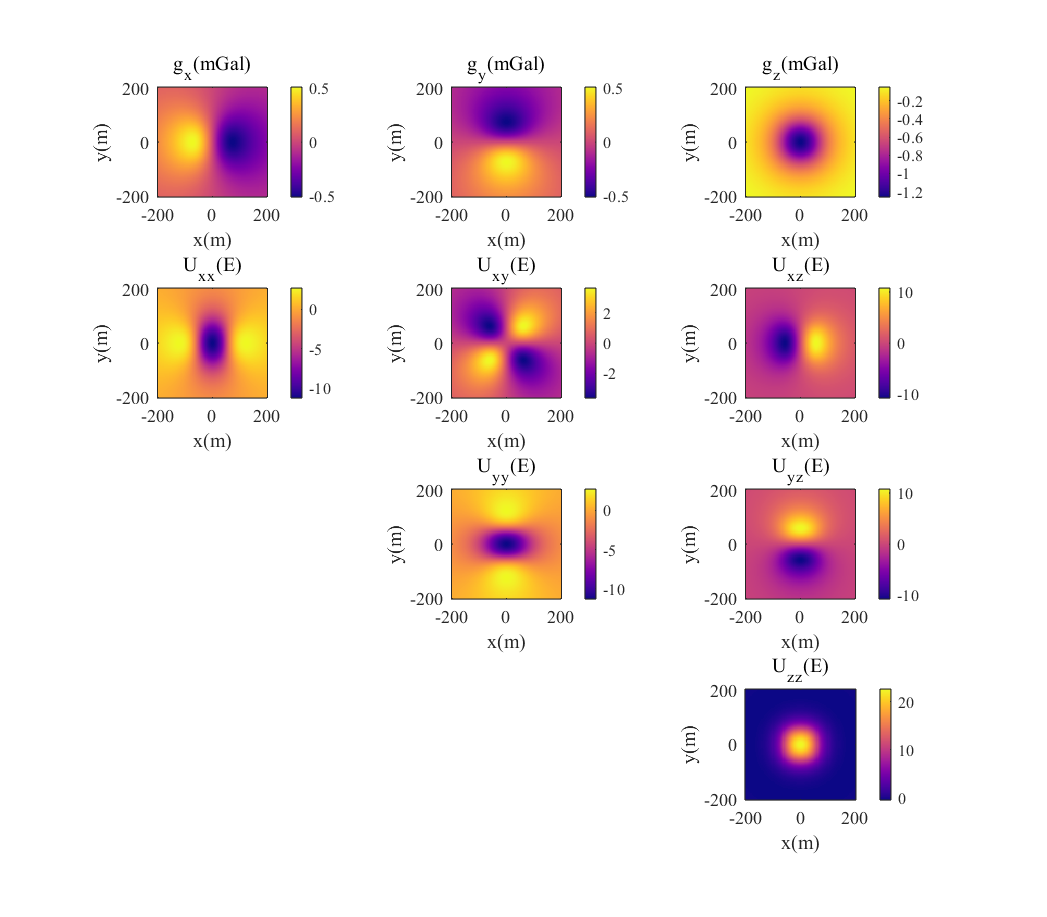 g_x(mGal)
200
0
-200
y(m)
-200 0 200
x(m)
0.5
0
-0.5
g_y(mGal)
200
0
-200
y(m)
-200 0 200
x(m)
0.5
0
-0.5
g_z(mGal)
200
0
-200
y(m)
-200 0 200
x(m)
-0.2
-0.4
-0.6
-0.8
-1
-1.2
U_xx(E)
200
0
-200
y(m)
-200 0 200
x(m)
0
-5
-10
U_xy(E)
200
0
-200
y(m)
-200 0 200
x(m)
2
0
-2
U_xz(E)
200
0
-200
y(m)
-200 0 200
x(m)
10
0
-10
U_yy(E)
200
0
-200
y(m)
-200 0 200
x(m)
0
-5
-10
U_yz(E)
200
0
-200
y(m)
-200 0 200
x(m)
10
0
-10
U_zz(E)
200
0
-200
y(m)
-200 0 200
x(m)
20
10
0